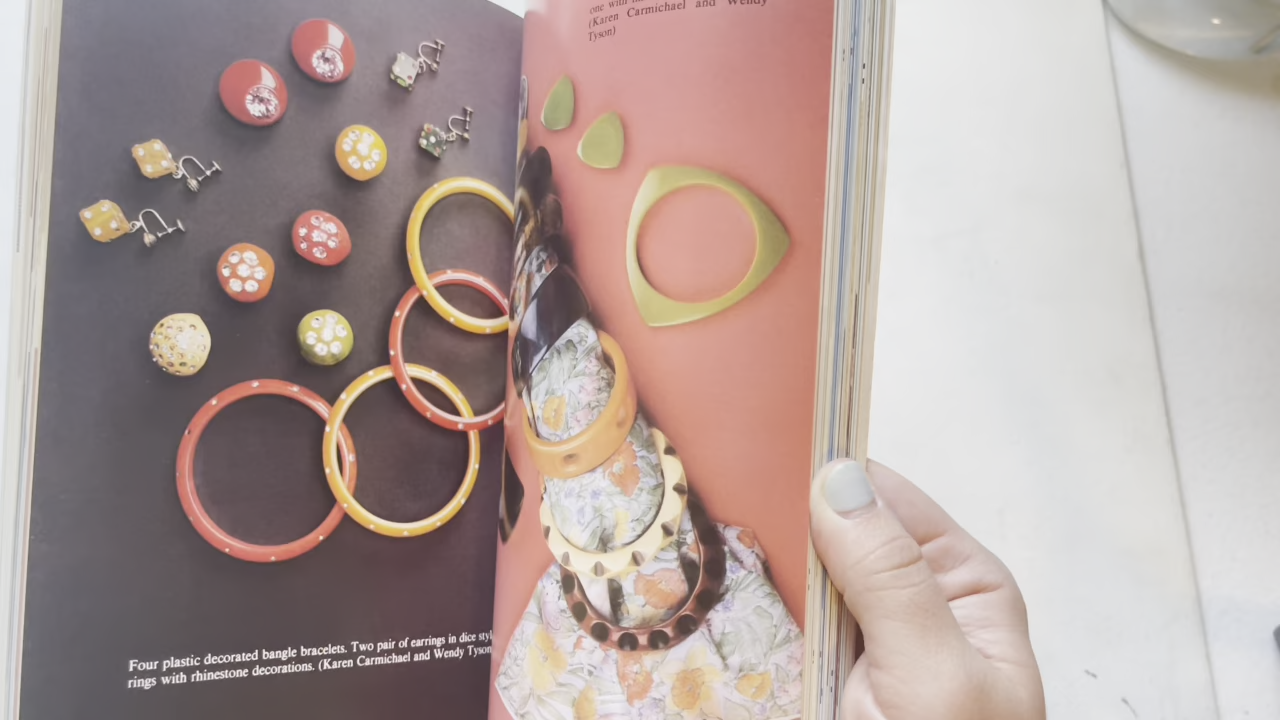 Four plastic decorated bangle bracelets. Two pair of earrings in dice
rings with rhinestone decorations. (Karen Carmichael and Wendy Tyson
one with
(Karen Carmichael and Wendy
Tyson)